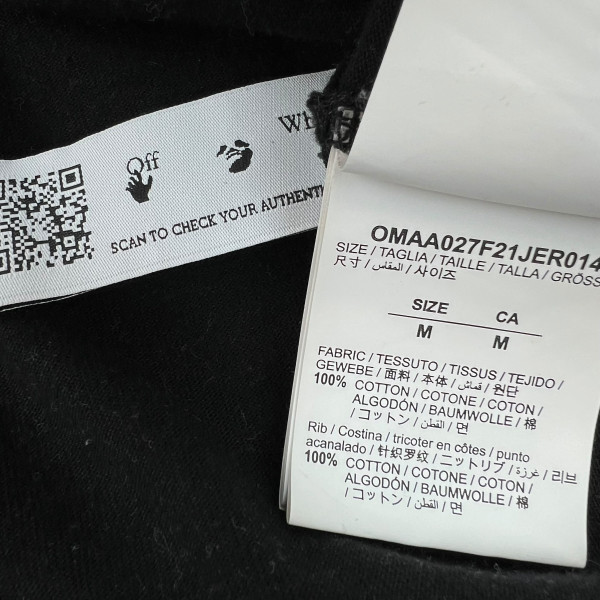 Off
Wh
SCAN TO CHECK YOUR AUTHENTI
OMAA027F21JER014
SIZE / TAGLIA / TAILLE / TALLA / GRÖSS
尺寸 / المقاس / 사이즈
SIZE CA
M M
FABRIC / TESSUTO / TISSUS / TEJIDO /
GEWEBE / 面料 / 本体 / قماش / 원단
100% COTTON / COTONE / COTON /
ALGODÓN / BAUMWOLLE / 棉
/ コットン / القطن / 면
Rib / Costina / tricoter en côtes / punto
acanalado / 针织罗纹 / ニットリブ / غرزة / 리브
100% COTTON / COTONE / COTON /
ALGODÓN / BAUMWOLLE / 棉
/ コットン / القطن / 면